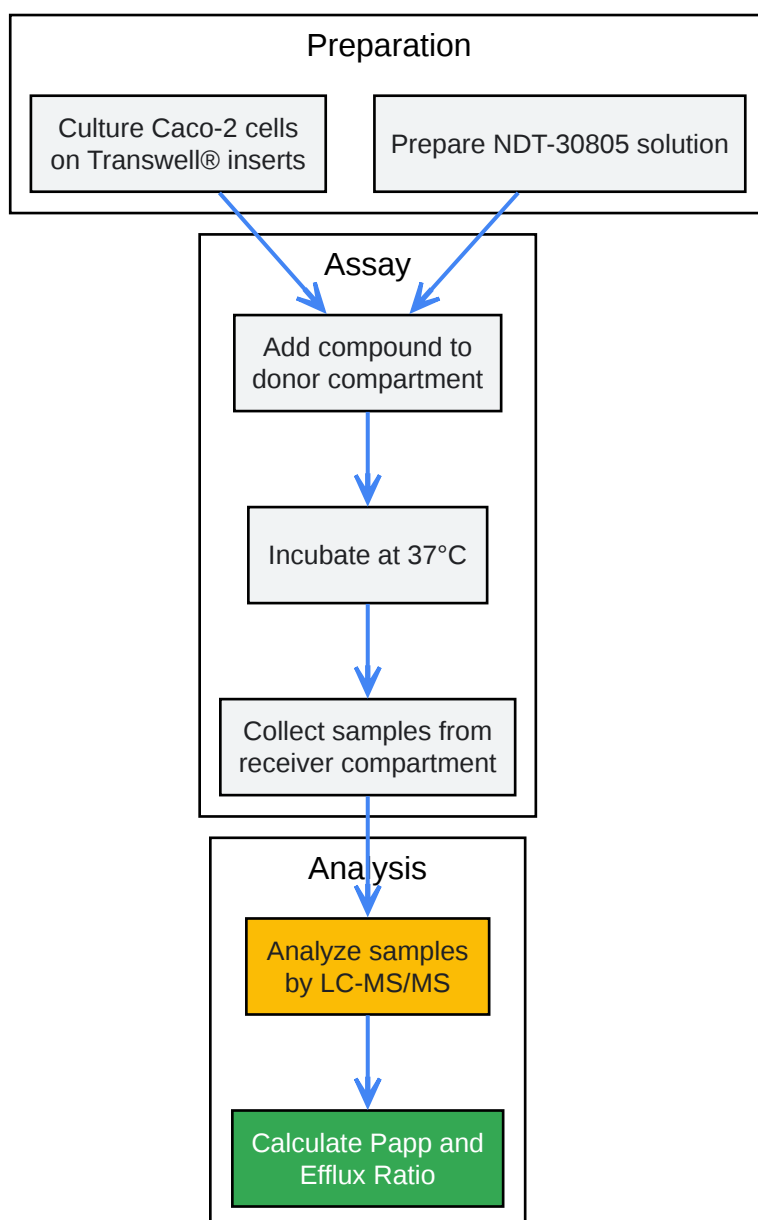 Preparation
Culture Caco-2 cells
on Transwell® inserts
Prepare NDT-30805 solution
Assay
Add compound to
donor compartment
Incubate at 37°C
Collect samples from
receiver compartment
Analysis
Analyze samples
by LC-MS/MS
Calculate Papp and
Efflux Ratio